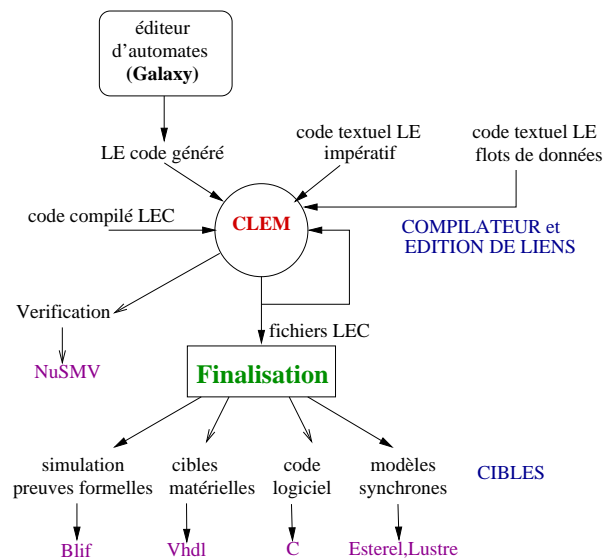 éditeur
d'automates
(Galaxy)
code textuel LE
impératif
code textuel LE
flots de données
LE code généré
code compilé LEC
CLEM
COMPILATEUR et
EDITION DE LIENS
Verification
fichiers LEC
NuSMV
Finalisation
simulation
preuves formelles
cibles
matérielles
code
logiciel
modèles
synchrones
CIBLES
Blif
Vhdl
C
Esterel,Lustre